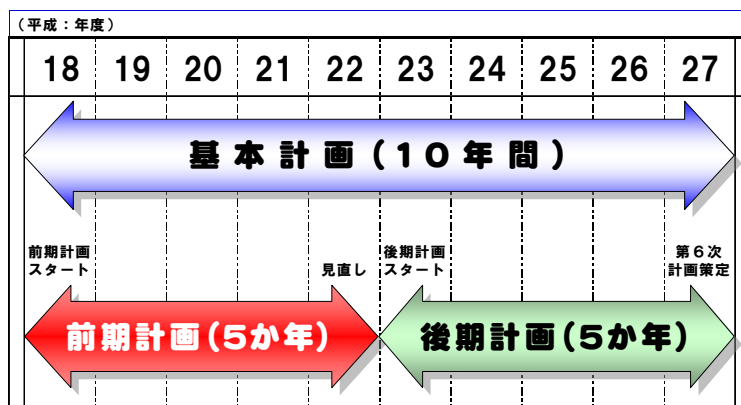 （平成：年度）
18 19 20 21 22 23 24 25 26 27
基本計画（１０年間）
前期計画
スタート
見直し
後期計画
スタート
第６次
計画策定
前期計画（５か年）
後期計画（５か年）